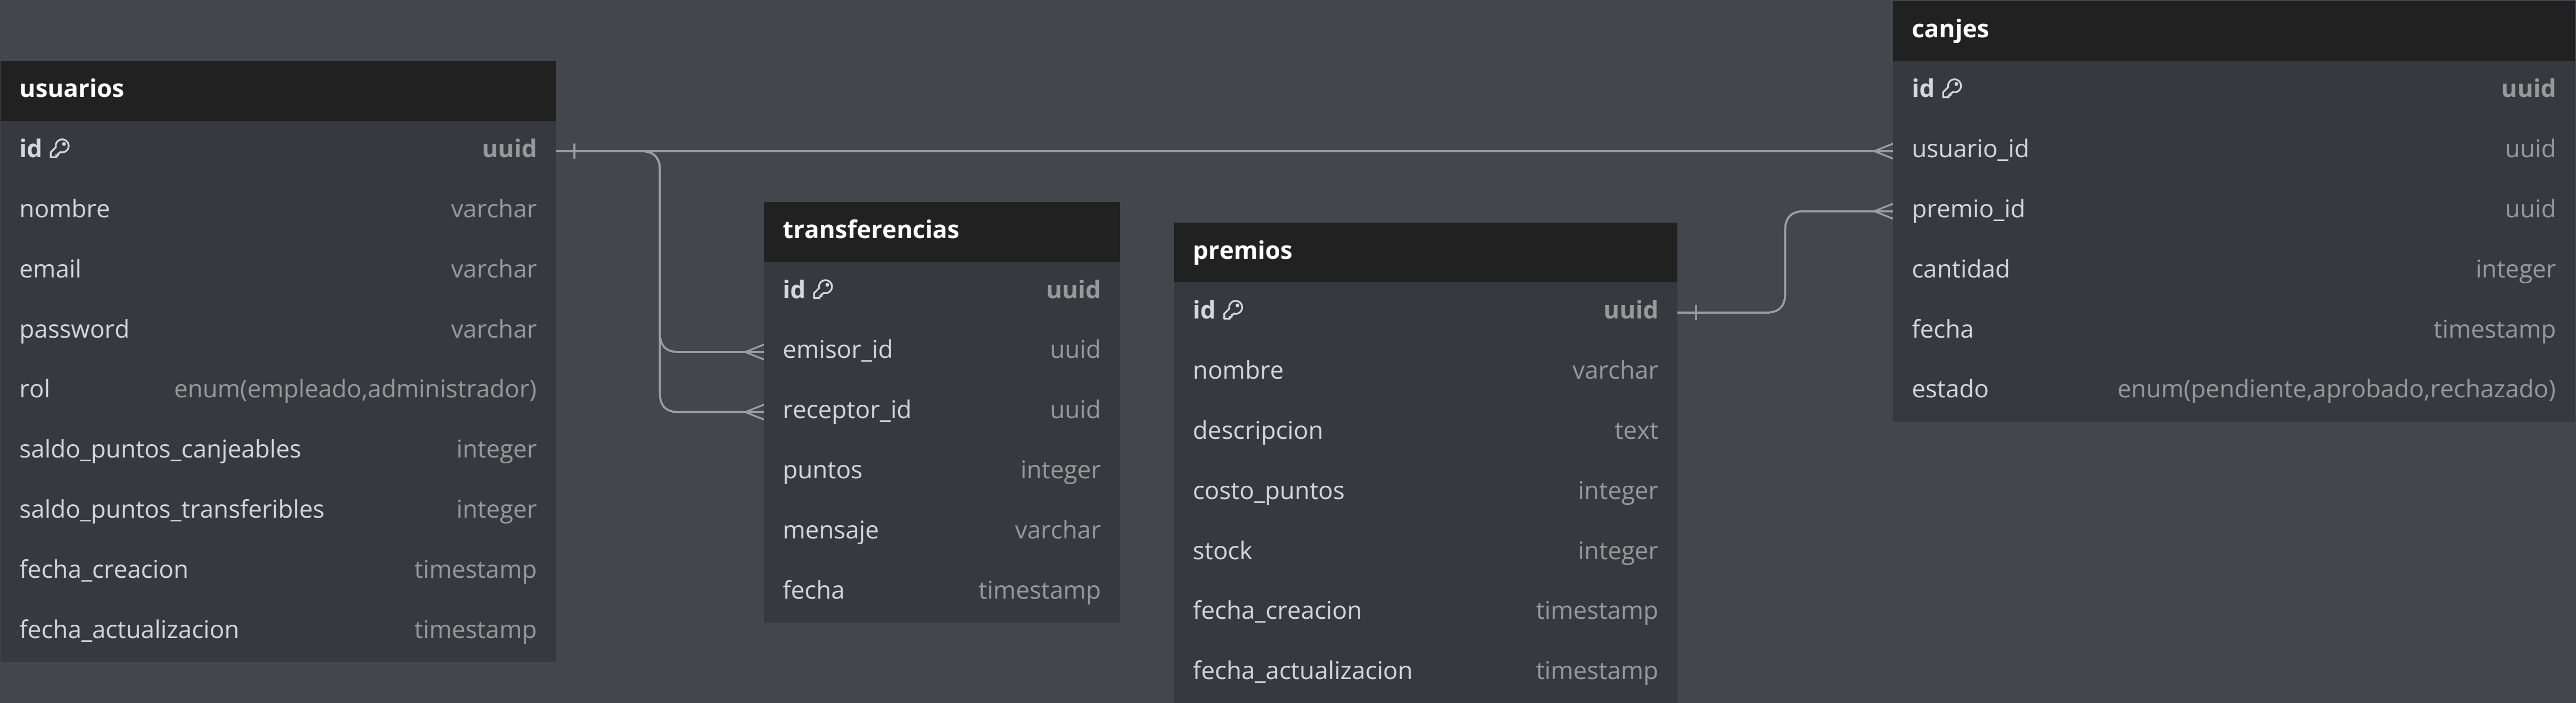 usuarios
id uuid
nombre varchar
email varchar
password varchar
rol enum(empleado,administrador)
saldo_puntos_canjeables integer
saldo_puntos_transferibles integer
fecha_creacion timestamp
fecha_actualizacion timestamp
transferencias
id uuid
emisor_id uuid
receptor_id uuid
puntos integer
mensaje varchar
fecha timestamp
premios
id uuid
nombre varchar
descripcion text
costo_puntos integer
stock integer
fecha_creacion timestamp
fecha_actualizacion timestamp
canjes
id uuid
usuario_id uuid
premio_id uuid
cantidad integer
fecha timestamp
estado enum(pendiente,aprobado,rechazado)